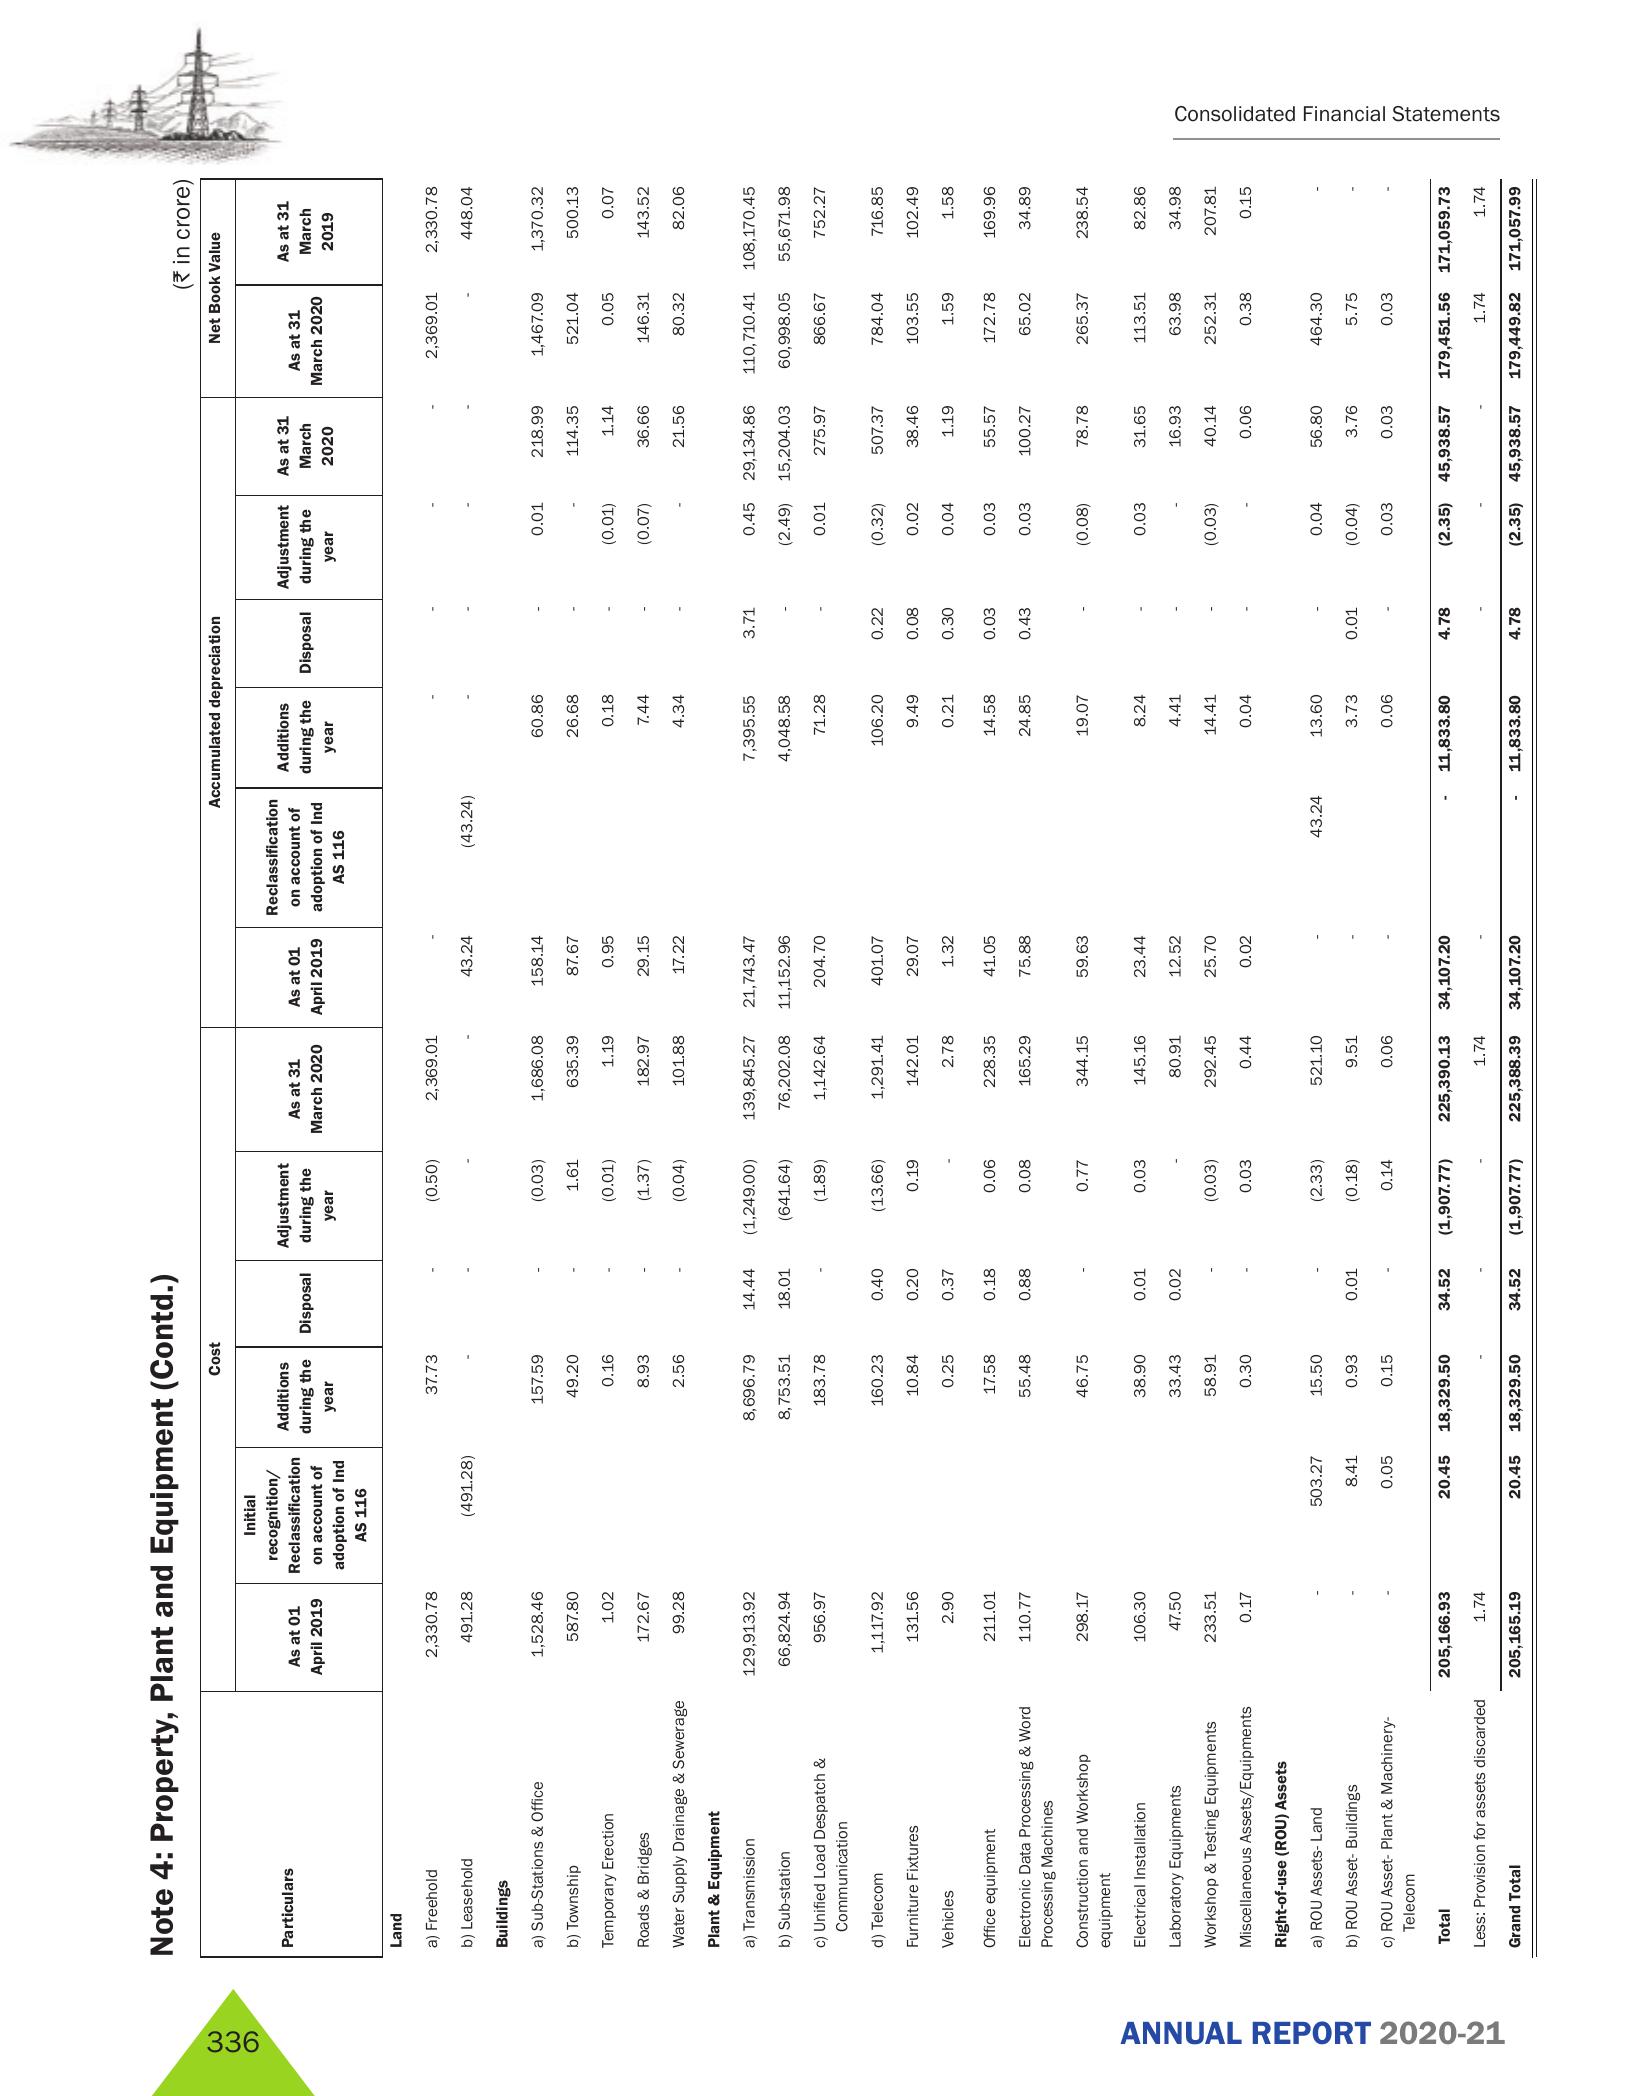 Consolidated Financial Statements
Note 4: Property, Plant and Equipment (Contd.)
(₹ in crore)
Particulars Cost Accumulated depreciation Net Book Value
As at 01 April 2019 Initial recognition/ Reclassification on account of adoption of Ind AS 116 Additions during the year Disposal Adjustment during the year As at 31 March 2020 As at 01 April 2019 Reclassification on account of adoption of Ind AS 116 Additions during the year Disposal Adjustment during the year As at 31 March 2020 As at 31 March 2020 As at 31 March 2019
Land
a) Freehold 2,330.78 37.73 - (0.50) 2,369.01 - - - - - 2,369.01 2,330.78
b) Leasehold 491.28 (491.28) - - - - 43.24 (43.24) - - - - - 448.04
Buildings
a) Sub-Stations & Office 1,528.46 157.59 - (0.03) 1,686.08 158.14 60.86 - 0.01 218.99 1,467.09 1,370.32
b) Township 587.80 49.20 - 1.61 635.39 87.67 26.68 - - 114.35 521.04 500.13
Temporary Erection 1.02 0.16 - (0.01) 1.19 0.95 0.18 - (0.01) 1.14 0.05 0.07
Roads & Bridges 172.67 8.93 - (1.37) 182.97 29.15 7.44 - (0.07) 36.66 146.31 143.52
Water Supply Drainage & Sewerage 99.28 2.56 - (0.04) 101.88 17.22 4.34 - - 21.56 80.32 82.06
Plant & Equipment
a) Transmission 129,913.92 8,696.79 14.44 (1,249.00) 139,845.27 21,743.47 7,395.55 3.71 0.45 29,134.86 110,710.41 108,170.45
b) Sub-station 66,824.94 8,753.51 18.01 (641.64) 76,202.08 11,152.96 4,048.58 - (2.49) 15,204.03 60,998.05 55,671.98
c) Unified Load Despatch & 956.97 183.78 - (1.89) 1,142.64 204.70 71.28 - 0.01 275.97 866.67 752.27
Communication
d) Telecom 1,117.92 160.23 0.40 (13.66) 1,291.41 401.07 106.20 0.22 (0.32) 507.37 784.04 716.85
Furniture Fixtures 131.56 10.84 0.20 0.19 142.01 29.07 9.49 0.08 0.02 38.46 103.55 102.49
Vehicles 2.90 0.25 0.37 - 2.78 1.32 0.21 0.30 0.04 1.19 1.59 1.58
Office equipment 211.01 17.58 0.18 0.06 228.35 41.05 14.58 0.03 0.03 55.57 172.78 169.96
Electronic Data Processing & Word 110.77 55.48 0.88 0.08 165.29 75.88 24.85 0.43 0.03 100.27 65.02 34.89
Processing Machines
Construction and Workshop 298.17 46.75 - 0.77 344.15 59.63 19.07 - (0.08) 78.78 265.37 238.54
equipment
Electrical Installation 106.30 38.90 0.01 0.03 145.16 23.44 8.24 - 0.03 31.65 113.51 82.86
Laboratory Equipments 47.50 33.43 0.02 - 80.91 12.52 4.41 - - 16.93 63.98 34.98
Workshop & Testing Equipments 233.51 58.91 - (0.03) 292.45 25.70 14.41 - (0.03) 40.14 252.31 207.81
Miscellaneous Assets/Equipments 0.17 0.30 - 0.03 0.44 0.02 0.04 - - 0.06 0.38 0.15
Right-of-use (ROU) Assets
a) ROU Assets- Land - 503.27 15.50 - (2.33) 521.10 - 43.24 13.60 - 0.04 56.80 464.30 -
b) ROU Asset- Buildings - 8.41 0.93 0.01 (0.18) 9.51 - 3.73 0.01 (0.04) 3.76 5.75 -
c) ROU Asset- Plant & Machinery- - 0.05 0.15 - 0.14 0.06 - 0.06 - 0.03 0.03 0.03 -
Telecom
Total 205,166.93 20.45 18,329.50 34.52 (1,907.77) 225,390.13 34,107.20 - 11,833.80 4.78 (2.35) 45,938.57 179,451.56 171,059.73
Less: Provision for assets discarded 1.74 - - - 1.74 - - - - 1.74 1.74
Grand Total 205,165.19 20.45 18,329.50 34.52 (1,907.77) 225,388.39 34,107.20 - 11,833.80 4.78 (2.35) 45,938.57 179,449.82 171,057.99
336
ANNUAL REPORT 2020-21